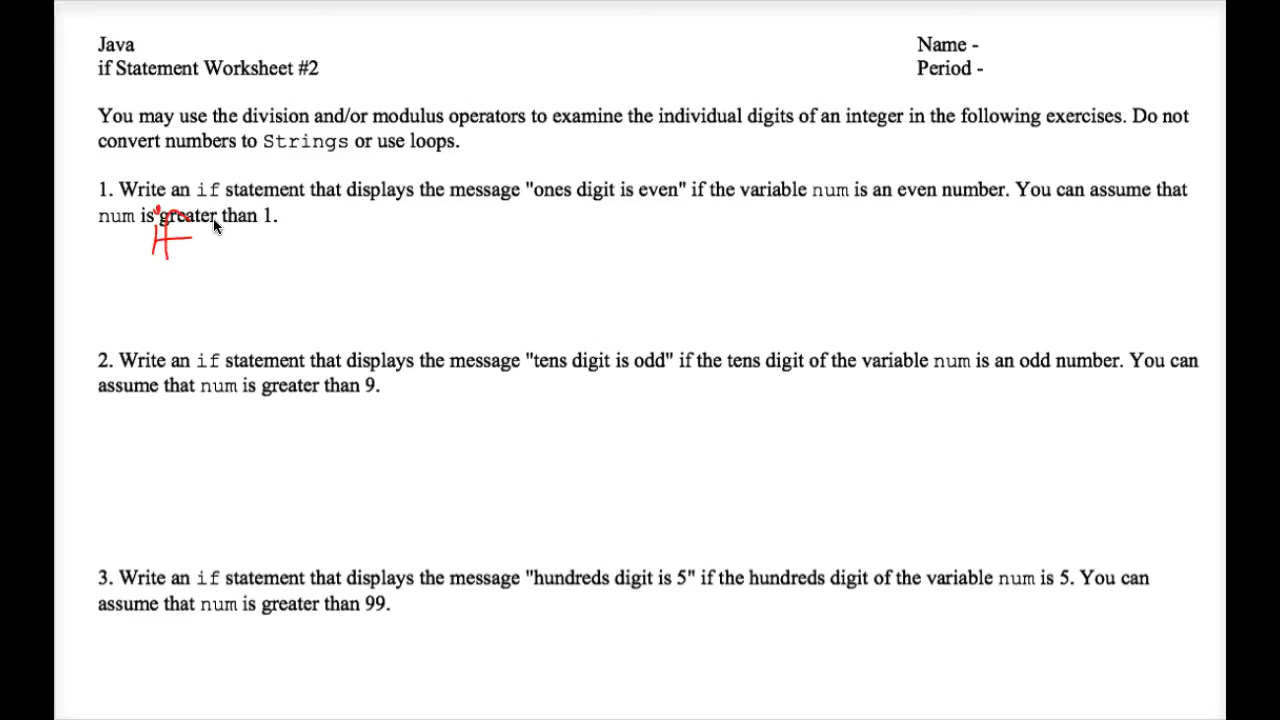 Java
Name -
if Statement Worksheet #2
Period -
You may use the division and/or modulus operators to examine the individual digits of an integer in the following exercises. Do not
convert numbers to Strings or use loops.
1. Write an if statement that displays the message "ones digit is even" if the variable num is an even number. You can assume that
num is greater than 1.
if
2. Write an if statement that displays the message "tens digit is odd" if the tens digit of the variable num is an odd number. You can
assume that num is greater than 9.
3. Write an if statement that displays the message "hundreds digit is 5" if the hundreds digit of the variable num is 5. You can
assume that num is greater than 99.